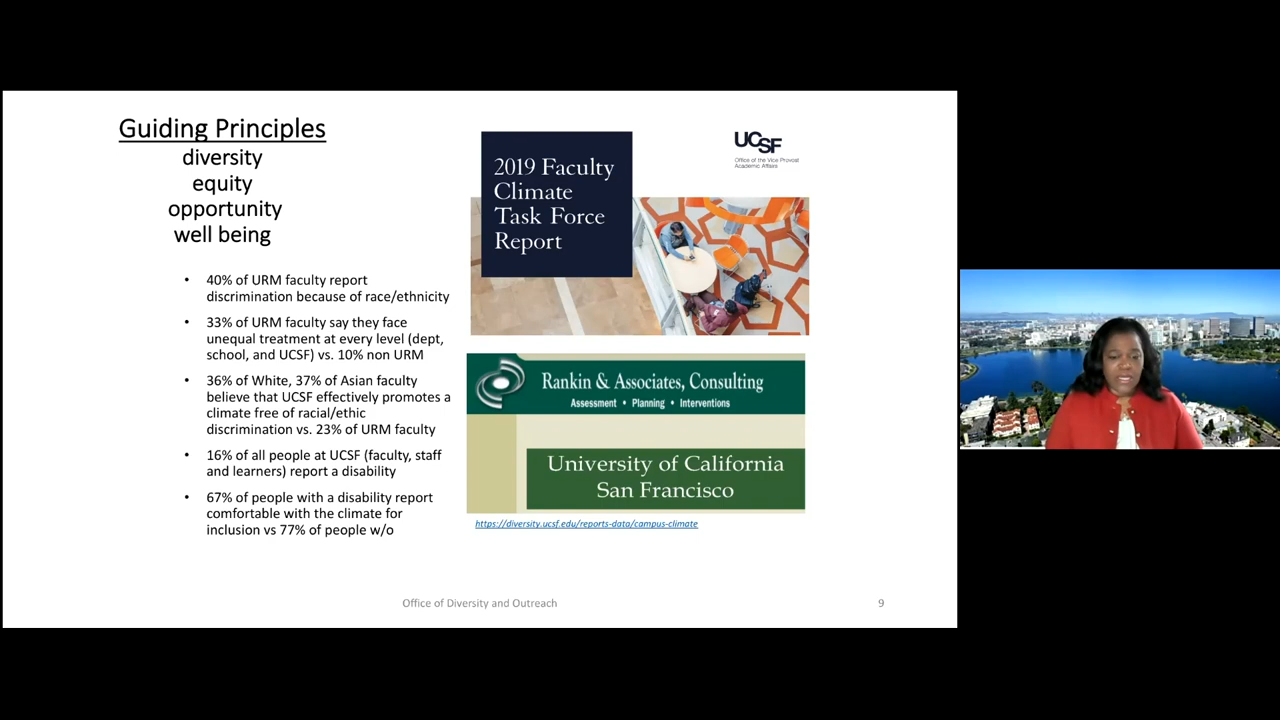 Guiding Principles
diversity
equity
opportunity
well being
• 40% of URM faculty report
discrimination because of race/ethnicity
• 33% of URM faculty say they face
unequal treatment at every level (dept,
school, and UCSF) vs. 10% non URM
• 36% of White, 37% of Asian faculty
believe that UCSF effectively promotes a
climate free of racial/ethic
discrimination vs. 23% of URM faculty
• 16% of all people at UCSF (faculty, staff
and learners) report a disability
• 67% of people with a disability report
comfortable with the climate for
inclusion vs 77% of people w/o
2019 Faculty
Climate
Task Force
Report
UCSF
Office of the Vice Provost
Academic Affairs
Rankin & Associates, Consulting
Assessment • Planning • Interventions
University of California
San Francisco
https://diversity.ucsf.edu/reports-data/campus-climate
Office of Diversity and Outreach
9